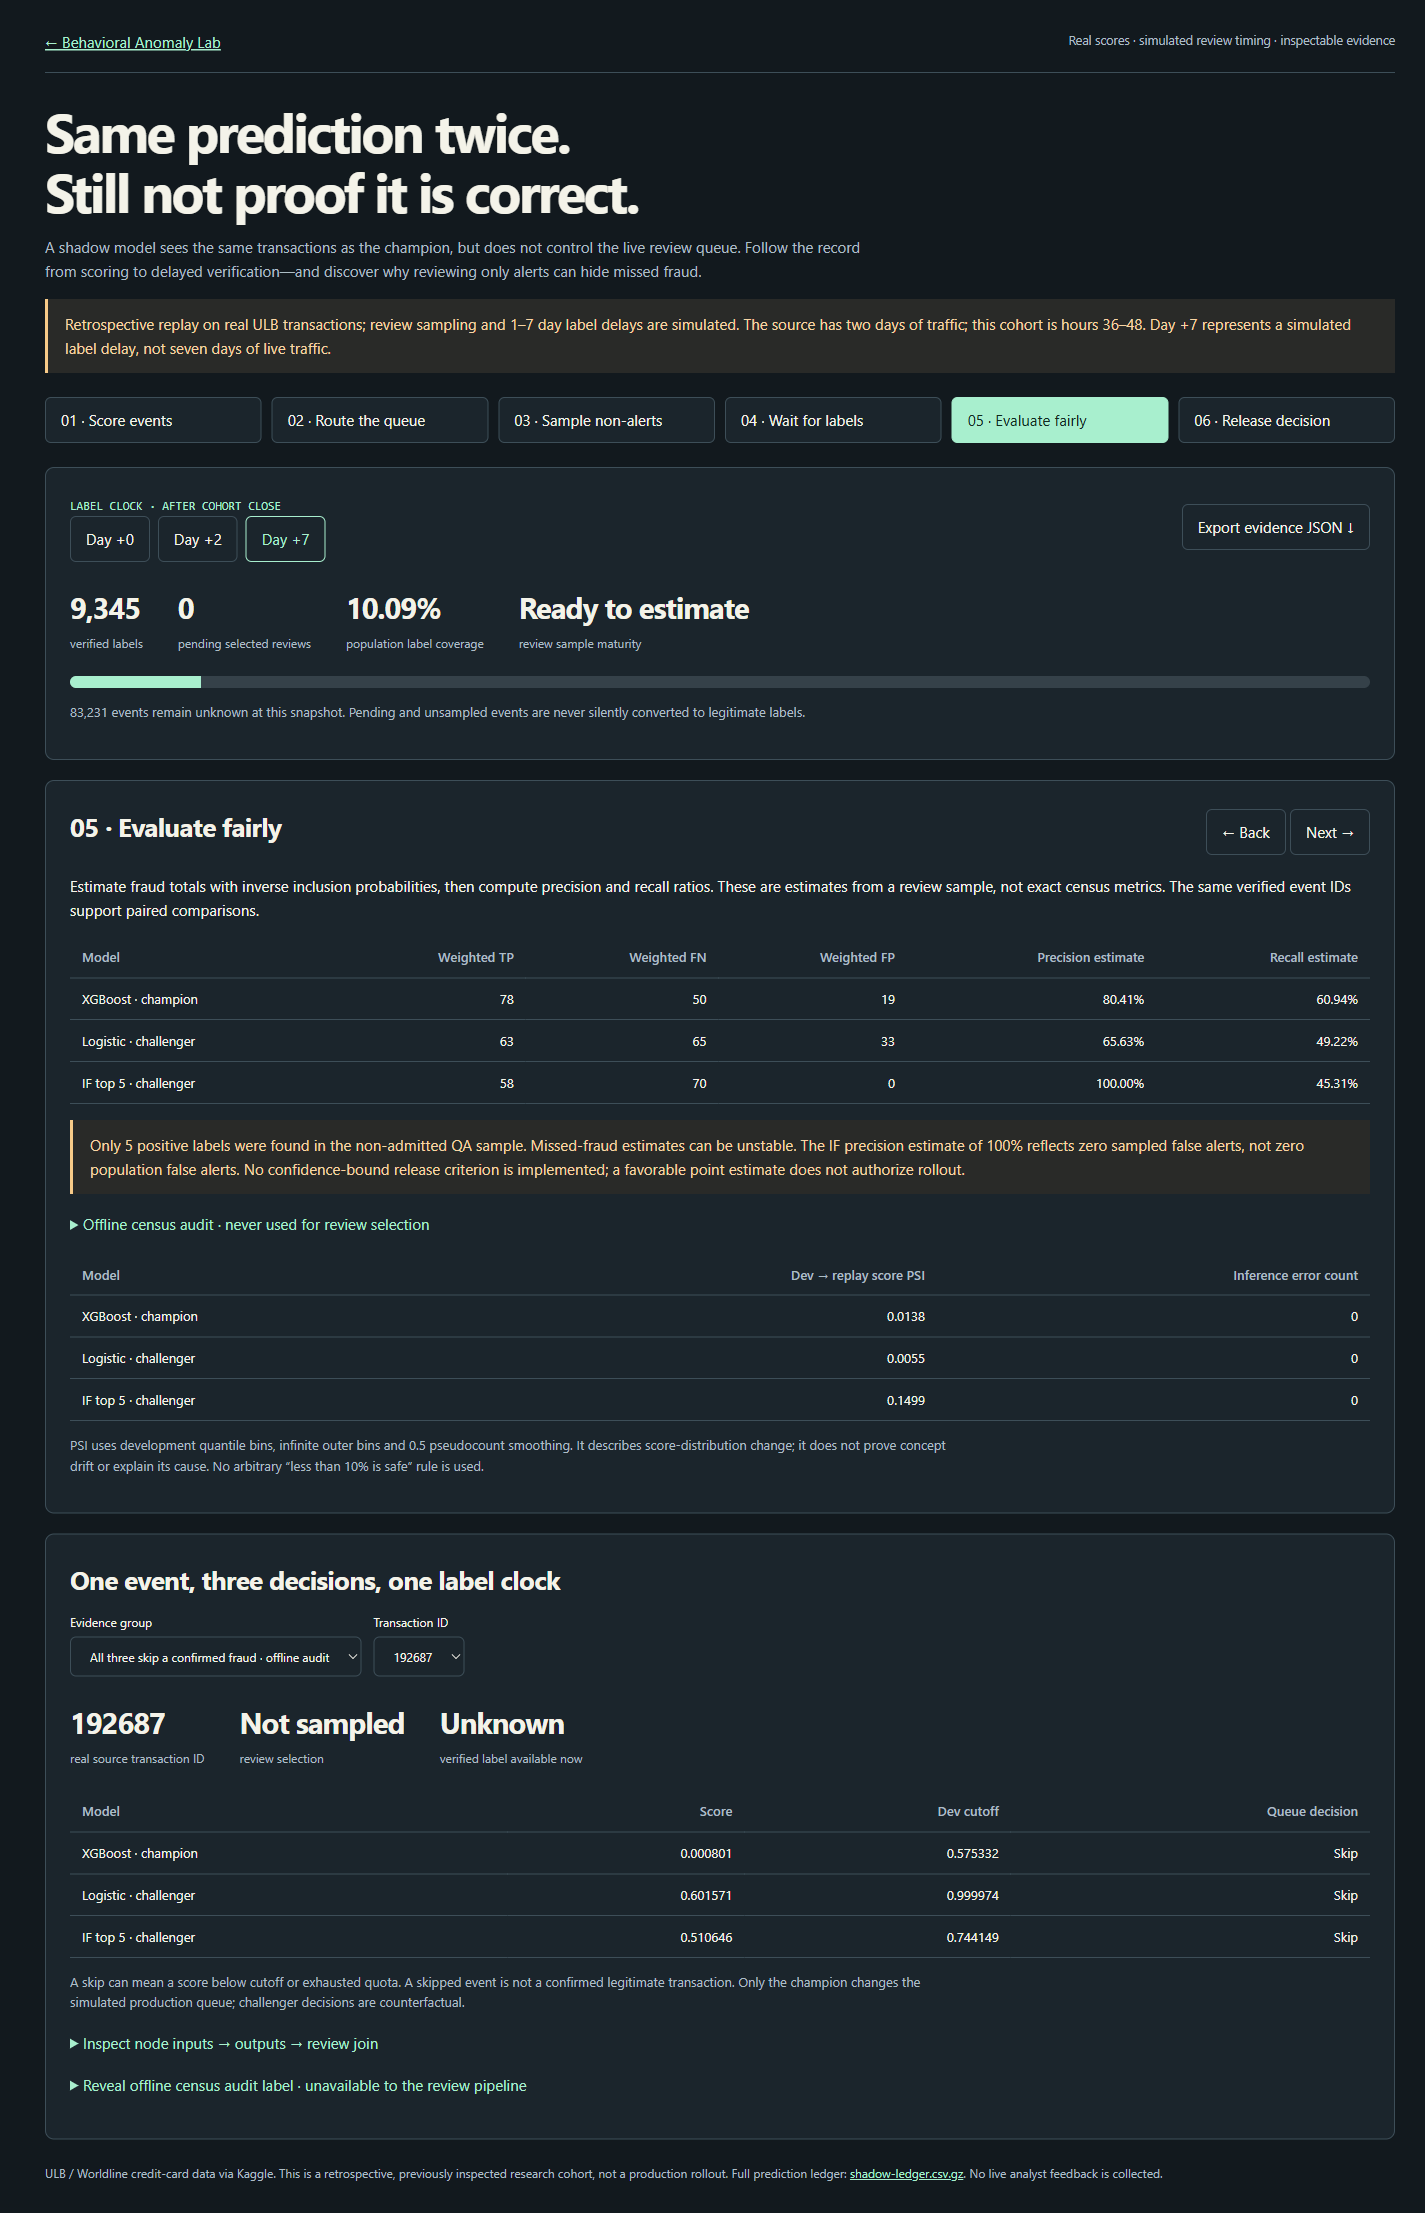 ← Behavioral Anomaly Lab
Real scores · simulated review timing · inspectable evidence
Same prediction twice.
Still not proof it is correct.
A shadow model sees the same transactions as the champion, but does not control the live review queue. Follow the record
from scoring to delayed verification—and discover why reviewing only alerts can hide missed fraud.
Retrospective replay on real ULB transactions; review sampling and 1–7 day label delays are simulated. The source has two days of traffic; this cohort is hours 36–48. Day +7 represents a simulated
label delay, not seven days of live traffic.
01 · Score events
02 · Route the queue
03 · Sample non-alerts
04 · Wait for labels
05 · Evaluate fairly
06 · Release decision
LABEL CLOCK · AFTER COHORT CLOSE
Day +0
Day +2
Day +7
Export evidence JSON ↓
9,345
verified labels
0
pending selected reviews
10.09%
population label coverage
Ready to estimate
review sample maturity
83,231 events remain unknown at this snapshot. Pending and unsampled events are never silently converted to legitimate labels.
05 · Evaluate fairly
← Back
Next →
Estimate fraud totals with inverse inclusion probabilities, then compute precision and recall ratios. These are estimates from a review sample, not exact census metrics. The same verified event IDs
support paired comparisons.
Model Weighted TP Weighted FN Weighted FP Precision estimate Recall estimate
XGBoost · champion 78 50 19 80.41% 60.94%
Logistic · challenger 63 65 33 65.63% 49.22%
IF top 5 · challenger 58 70 0 100.00% 45.31%
Only 5 positive labels were found in the non-admitted QA sample. Missed-fraud estimates can be unstable. The IF precision estimate of 100% reflects zero sampled false alerts, not zero
population false alerts. No confidence-bound release criterion is implemented; a favorable point estimate does not authorize rollout.
▶ Offline census audit · never used for review selection
Model Dev → replay score PSI Inference error count
XGBoost · champion 0.0138 0
Logistic · challenger 0.0055 0
IF top 5 · challenger 0.1499 0
PSI uses development quantile bins, infinite outer bins and 0.5 pseudocount smoothing. It describes score-distribution change; it does not prove concept
drift or explain its cause. No arbitrary “less than 10% is safe” rule is used.
One event, three decisions, one label clock
Evidence group
All three skip a confirmed fraud · offline audit
Transaction ID
192687
192687
real source transaction ID
Not sampled
review selection
Unknown
verified label available now
Model Score Dev cutoff Queue decision
XGBoost · champion 0.000801 0.575332 Skip
Logistic · challenger 0.601571 0.999974 Skip
IF top 5 · challenger 0.510646 0.744149 Skip
A skip can mean a score below cutoff or exhausted quota. A skipped event is not a confirmed legitimate transaction. Only the champion changes the
simulated production queue; challenger decisions are counterfactual.
▶ Inspect node inputs → outputs → review join
▶ Reveal offline census audit label · unavailable to the review pipeline
ULB / Worldline credit-card data via Kaggle. This is a retrospective, previously inspected research cohort, not a production rollout. Full prediction ledger: shadow-ledger.csv.gz. No live analyst feedback is collected.